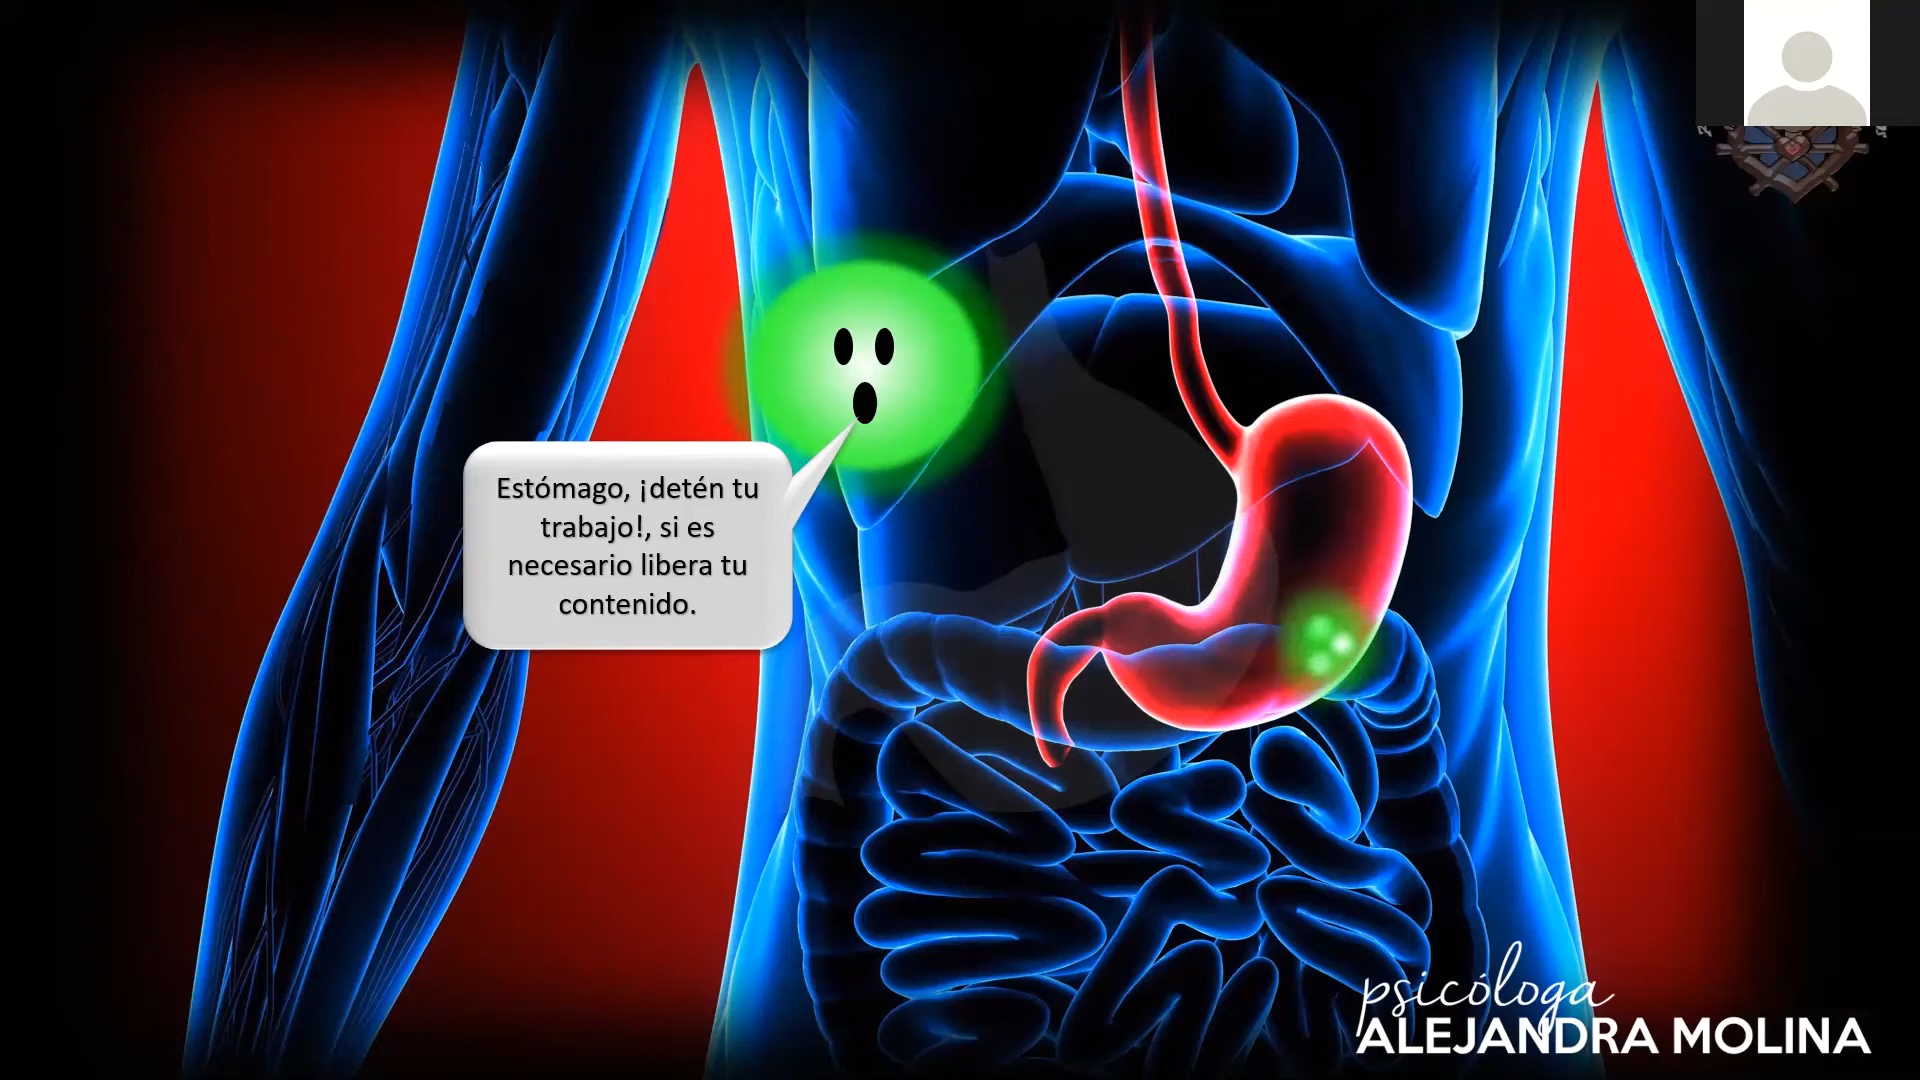 Estómago, ¡detén tu
trabajo!, si es
necesario libera tu
contenido.
psicóloga
ALEJANDRA MOLINA